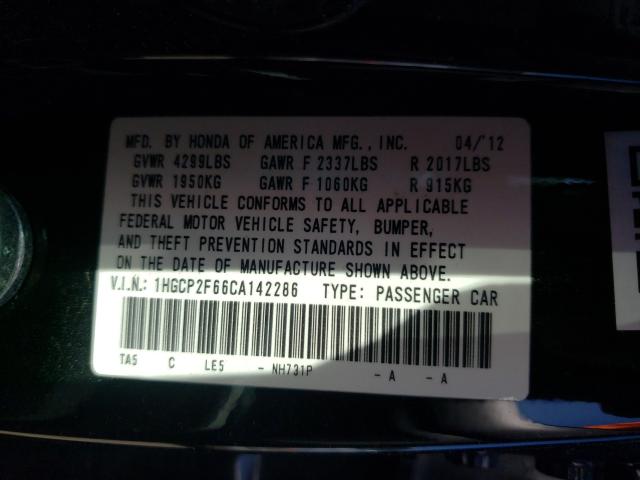 MFD. BY HONDA OF AMERICA MFG., INC. 04/'12
GVWR 4299LBS GAWR F 2337LBS R 2017LBS
GVWR 1950KG GAWR F 1060KG R 915KG
THIS VEHICLE CONFORMS TO ALL APPLICABLE
FEDERAL MOTOR VEHICLE SAFETY, BUMPER,
AND THEFT PREVENTION STANDARDS IN EFFECT
ON THE DATE OF MANUFACTURE SHOWN ABOVE.
V.I.N.: 1HGCP2F66CA142286 TYPE: PASSENGER CAR
TA5 C LE5 - NH731P - A - A